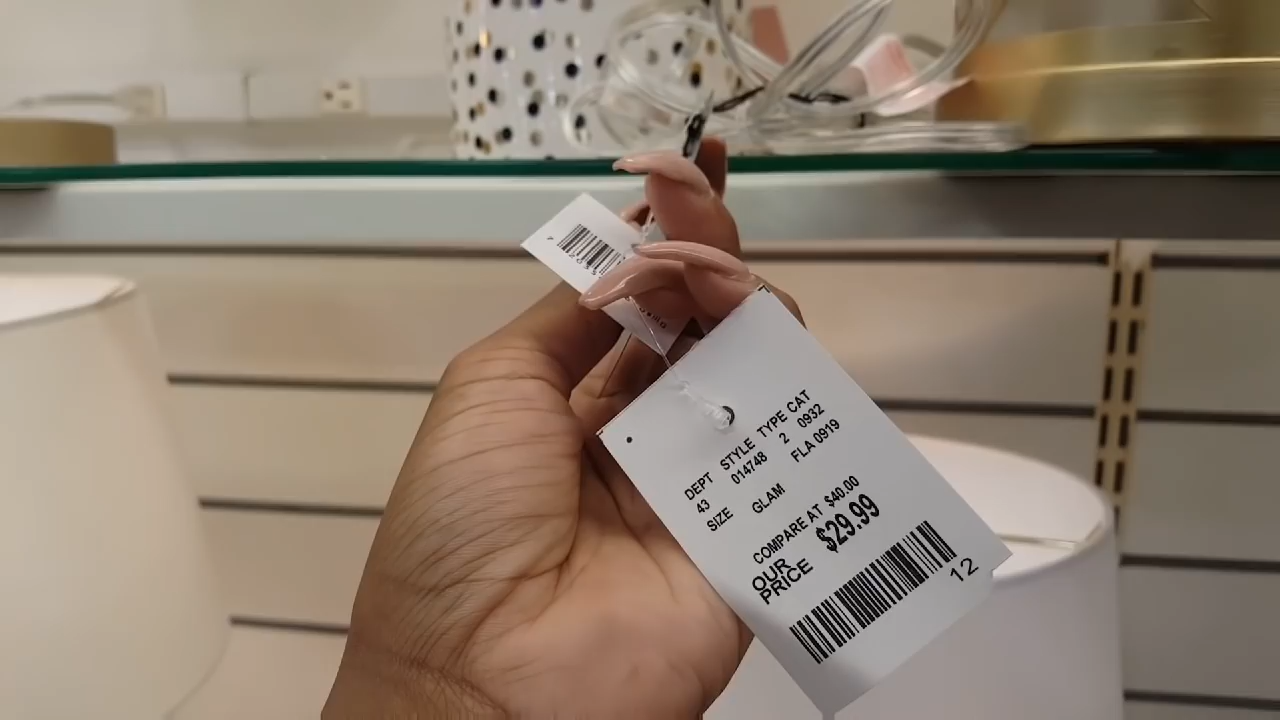 DEPT STYLE TYPE CAT
43 014748 2 0932
SIZE GLAM FLA 0919
COMPARE AT $40.00
OUR PRICE $29.99
12